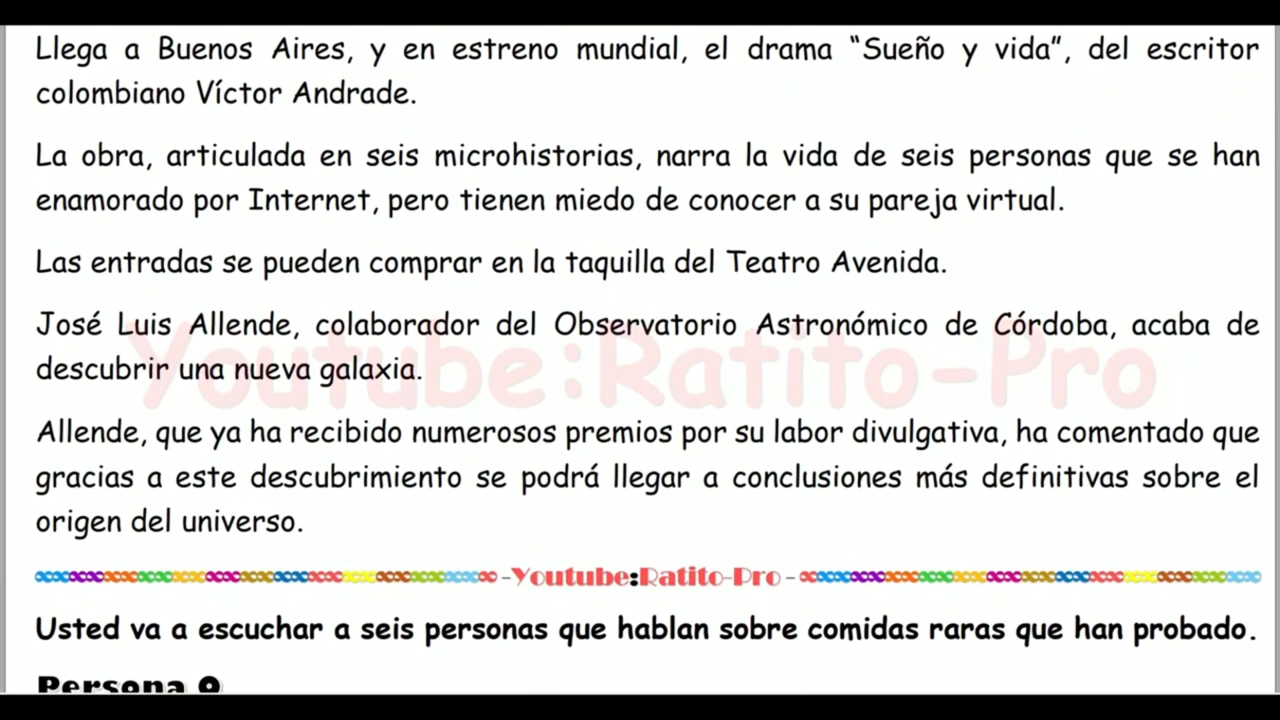 Llega a Buenos Aires, y en estreno mundial, el drama “Sueño y vida”, del escritor
colombiano Víctor Andrade.
La obra, articulada en seis microhistorias, narra la vida de seis personas que se han
enamorado por Internet, pero tienen miedo de conocer a su pareja virtual.
Las entradas se pueden comprar en la taquilla del Teatro Avenida.
José Luis Allende, colaborador del Observatorio Astronómico de Córdoba, acaba de
descubrir una nueva galaxia.
Youtube:Ratito-Pro
Allende, que ya ha recibido numerosos premios por su labor divulgativa, ha comentado que
gracias a este descubrimiento se podrá llegar a conclusiones más definitivas sobre el
origen del universo.
-Youtube:Ratito-Pro-
Usted va a escuchar a seis personas que hablan sobre comidas raras que han probado.
Persona